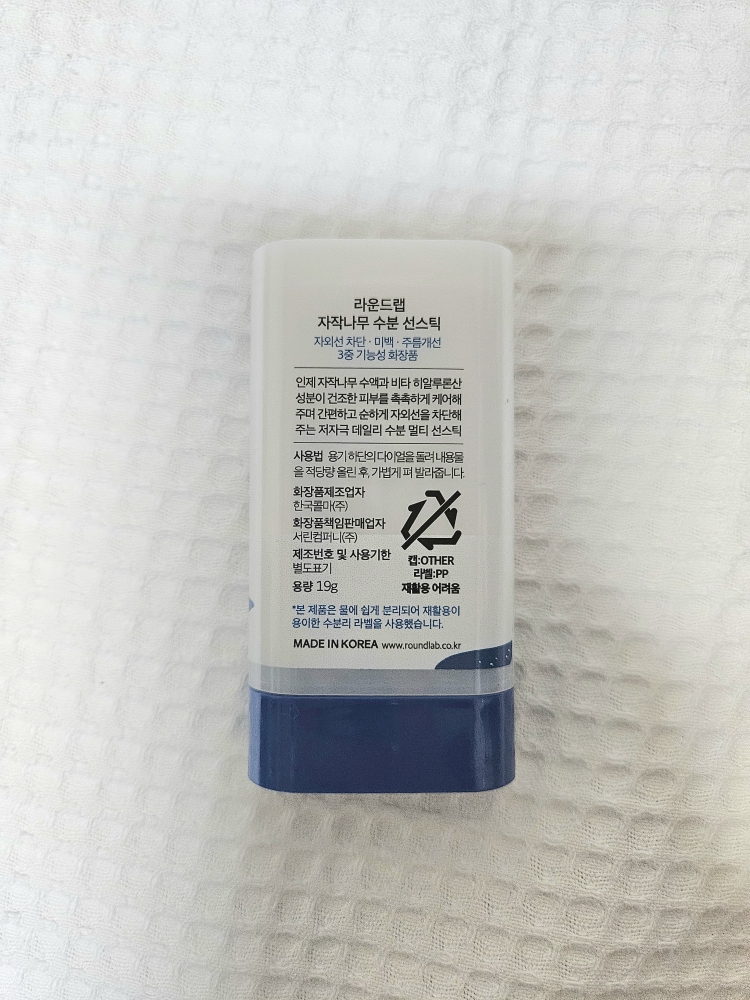 라운드랩
자작나무 수분 선스틱
자외선 차단 · 미백 · 주름개선
3중 기능성 화장품
인제 자작나무 수액과 비타 히알루론산
성분이 건조한 피부를 촉촉하게 케어해
주며 간편하고 순하게 자외선을 차단해
주는 저자극 데일리 수분 멀티 선스틱
사용법 용기 하단의 다이얼을 돌려 내용물
을 적당량 올린 후, 가볍게 펴 발라줍니다.
화장품제조업자
한국콜마(주)
화장품책임판매업자
서린컴퍼니(주)
제조번호 및 사용기한
별도표기
용량 19g
캡:OTHER
라벨:PP
재활용 어려움
*본 제품은 물에 쉽게 분리되어 재활용이
용이한 수분리 라벨을 사용했습니다.
MADE IN KOREA www.roundlab.co.kr